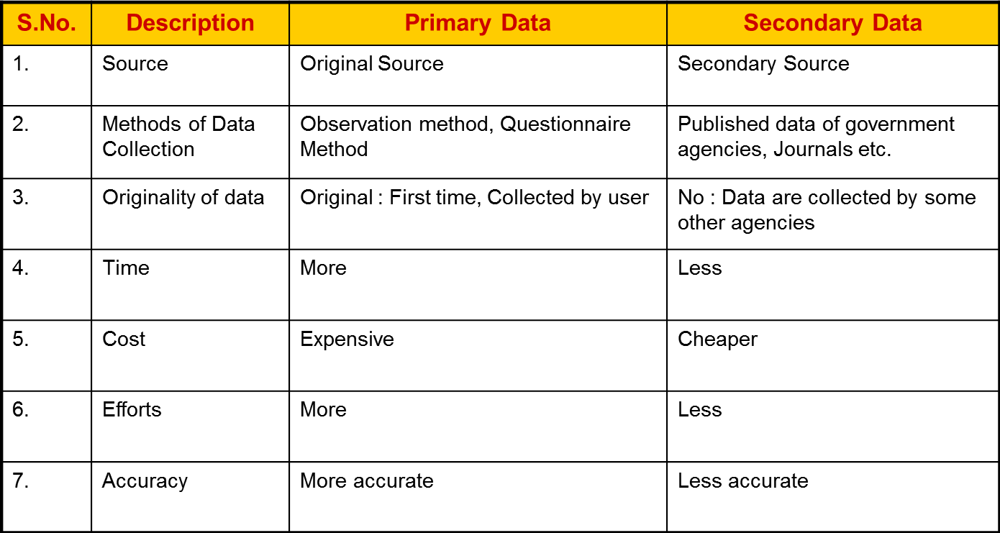 S.No. Description Primary Data Secondary Data
1. Source Original Source Secondary Source
2. Methods of Data Observation method, Questionnaire Published data of government
Collection Method agencies, Journals etc.
3. Originality of data Original : First time, Collected by user No : Data are collected by some
other agencies
4. Time More Less
5. Cost Expensive Cheaper
6. Efforts More Less
7. Accuracy More accurate Less accurate